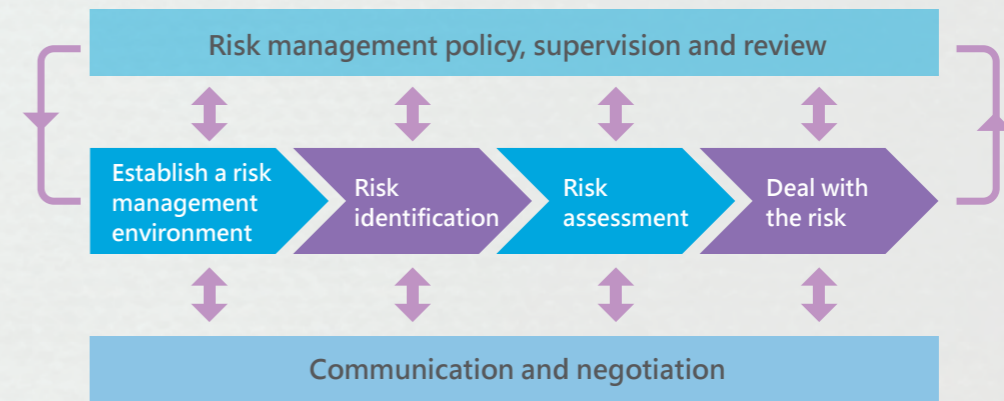 Risk management policy, supervision and review
Establish a risk
management
environment
Risk
identification
Risk
assessment
Deal with
the risk
Communication and negotiation